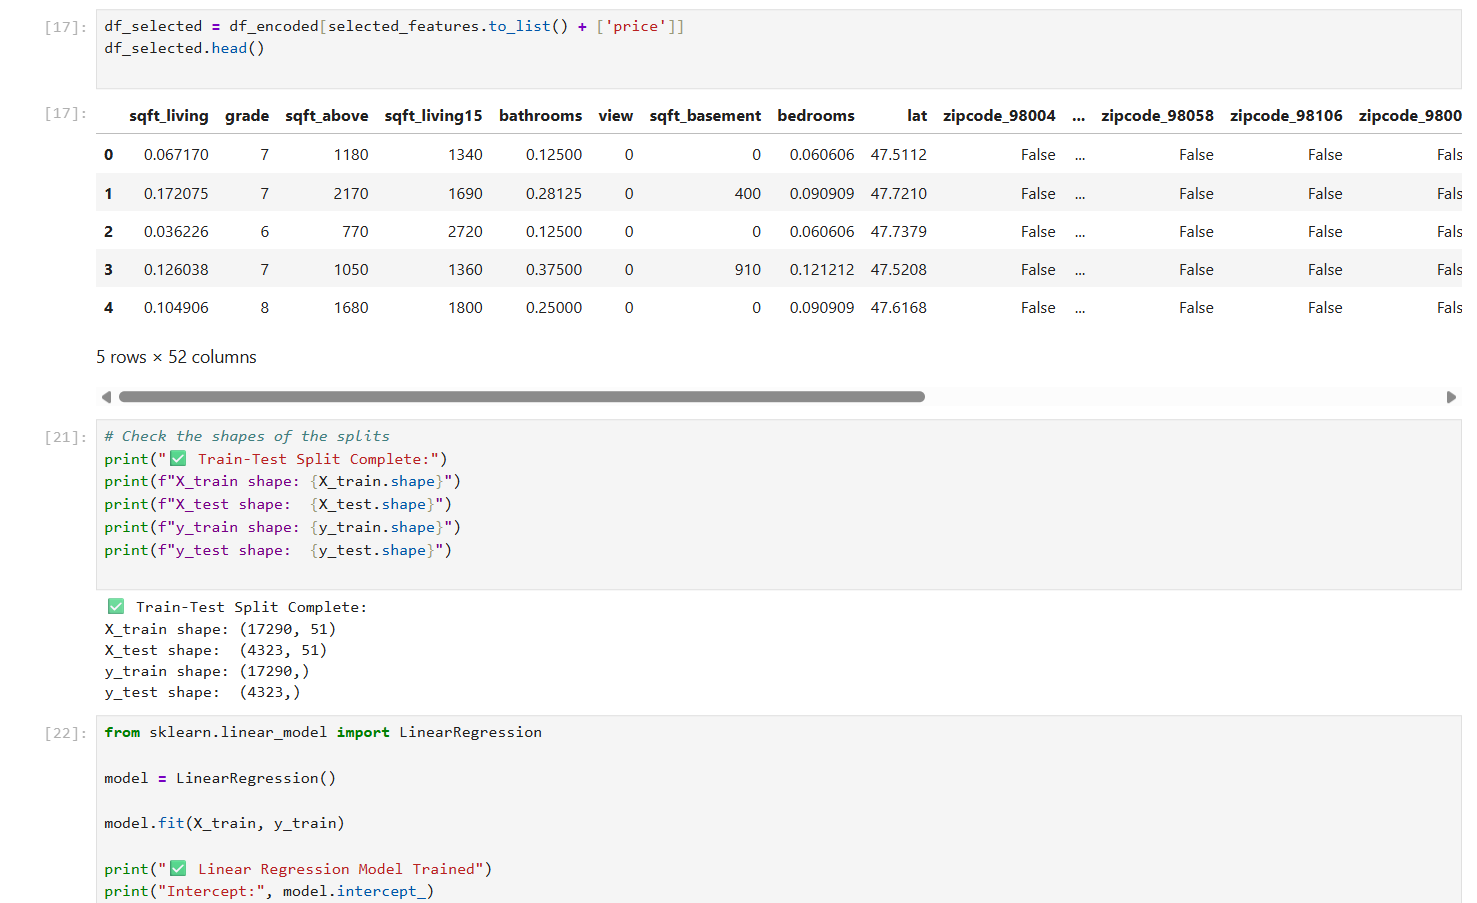 [17]: df_selected = df_encoded[selected_features.to_list() + ['price']]
df_selected.head()
[17]: sqft_living grade sqft_above sqft_living15 bathrooms view sqft_basement bedrooms lat zipcode_98004 ... zipcode_98058 zipcode_98106 zipcode_9800
0 0.067170 7 1180 1340 0.12500 0 0 0.060606 47.5112 False ... False False Fals
1 0.172075 7 2170 1690 0.28125 0 400 0.090909 47.7210 False ... False False Fals
2 0.036226 6 770 2720 0.12500 0 0 0.060606 47.7379 False ... False False Fals
3 0.126038 7 1050 1360 0.37500 0 910 0.121212 47.5208 False ... False False Fals
4 0.104906 8 1680 1800 0.25000 0 0 0.090909 47.6168 False ... False False Fals
5 rows × 52 columns
[21]: # Check the shapes of the splits
print("✅ Train-Test Split Complete:")
print(f"X_train shape: {X_train.shape}")
print(f"X_test shape:  {X_test.shape}")
print(f"y_train shape: {y_train.shape}")
print(f"y_test shape:  {y_test.shape}")
✅ Train-Test Split Complete:
X_train shape: (17290, 51)
X_test shape:  (4323, 51)
y_train shape: (17290,)
y_test shape:  (4323,)
[22]: from sklearn.linear_model import LinearRegression
model = LinearRegression()
model.fit(X_train, y_train)
print("✅ Linear Regression Model Trained")
print("Intercept:", model.intercept_)